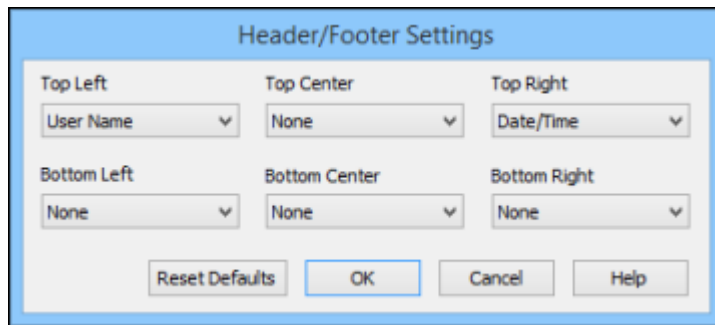 Header/Footer Settings
Top Left Top Center Top Right
User Name None Date/Time
Bottom Left Bottom Center Bottom Right
None None None
Reset Defaults OK Cancel Help